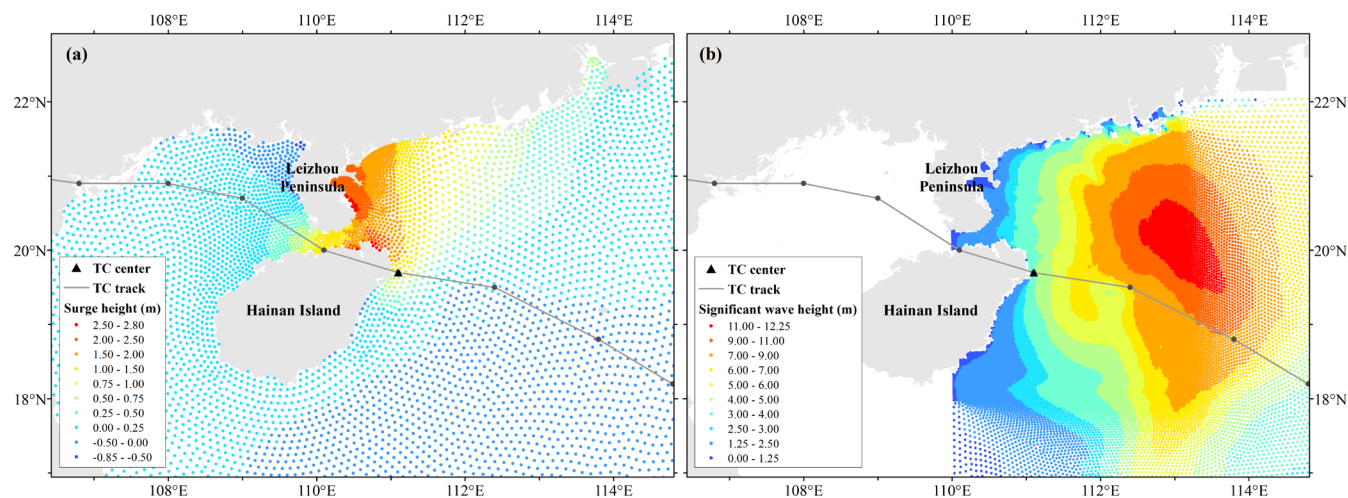 108°E 110°E 112°E 114°E
(a)
22°N
20°N
18°N
Leizhou
Peninsula
Hainan Island
TC center
TC track
Surge height (m)
2.50 - 2.80
2.00 - 2.50
1.50 - 2.00
1.00 - 1.50
0.75 - 1.00
0.50 - 0.75
0.25 - 0.50
0.00 - 0.25
-0.50 - 0.00
-0.85 - -0.50
108°E 110°E 112°E 114°E
108°E 110°E 112°E 114°E
(b)
22°N
20°N
18°N
Leizhou
Peninsula
Hainan Island
TC center
TC track
Significant wave height (m)
11.00 - 12.25
9.00 - 11.00
7.00 - 9.00
6.00 - 7.00
5.00 - 6.00
4.00 - 5.00
3.00 - 4.00
2.50 - 3.00
1.25 - 2.50
0.00 - 1.25
108°E 110°E 112°E 114°E